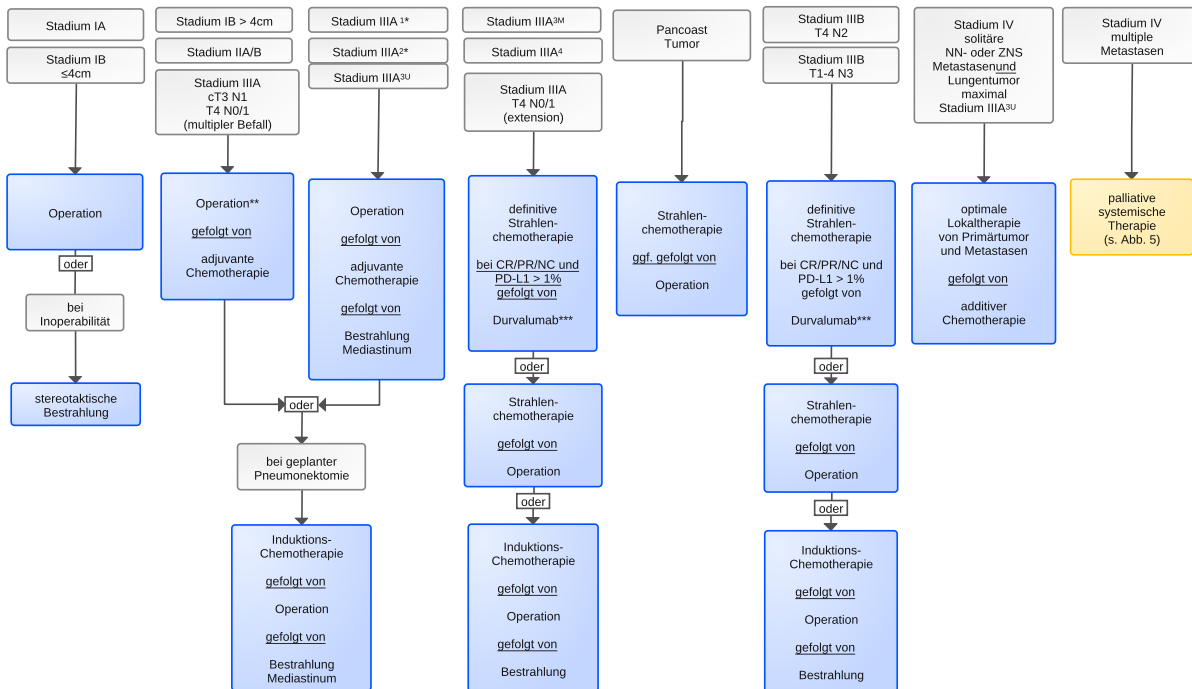 Stadium IA
Stadium IB
≤4cm
Operation
oder
bei
Inoperabilität
stereotaktische
Bestrahlung
Stadium IB > 4cm
Stadium IIA/B
Stadium IIIA
cT3 N1
T4 N0/1
(multipler Befall)
Operation**
gefolgt von
adjuvante
Chemotherapie
Stadium IIIA ¹*
Stadium IIIA²*
Stadium IIIA³ᵁ
Operation
gefolgt von
adjuvante
Chemotherapie
gefolgt von
Bestrahlung
Mediastinum
oder
bei geplanter
Pneumonektomie
Induktions-
Chemotherapie
gefolgt von
Operation
gefolgt von
Bestrahlung
Mediastinum
Stadium IIIA³ᴹ
Stadium IIIA⁴
Stadium IIIA
T4 N0/1
(extension)
definitive
Strahlen-
chemotherapie
bei CR/PR/NC und
PD-L1 > 1%
gefolgt von
Durvalumab***
oder
Strahlen-
chemotherapie
gefolgt von
Operation
oder
Induktions-
Chemotherapie
gefolgt von
Operation
gefolgt von
Bestrahlung
Pancoast
Tumor
Strahlen-
chemotherapie
ggf. gefolgt von
Operation
Stadium IIIB
T4 N2
Stadium IIIB
T1-4 N3
definitive
Strahlen-
chemotherapie
bei CR/PR/NC und
PD-L1 > 1%
gefolgt von
Durvalumab***
oder
Strahlen-
chemotherapie
gefolgt von
Operation
oder
Induktions-
Chemotherapie
gefolgt von
Operation
gefolgt von
Bestrahlung
Stadium IV
solitäre
NN- oder ZNS
Metastasenund
Lungentumor
maximal
Stadium IIIA³ᵁ
optimale
Lokaltherapie
von Primärtumor
und Metastasen
gefolgt von
additiver
Chemotherapie
Stadium IV
multiple
Metastasen
palliative
systemische
Therapie
(s. Abb. 5)